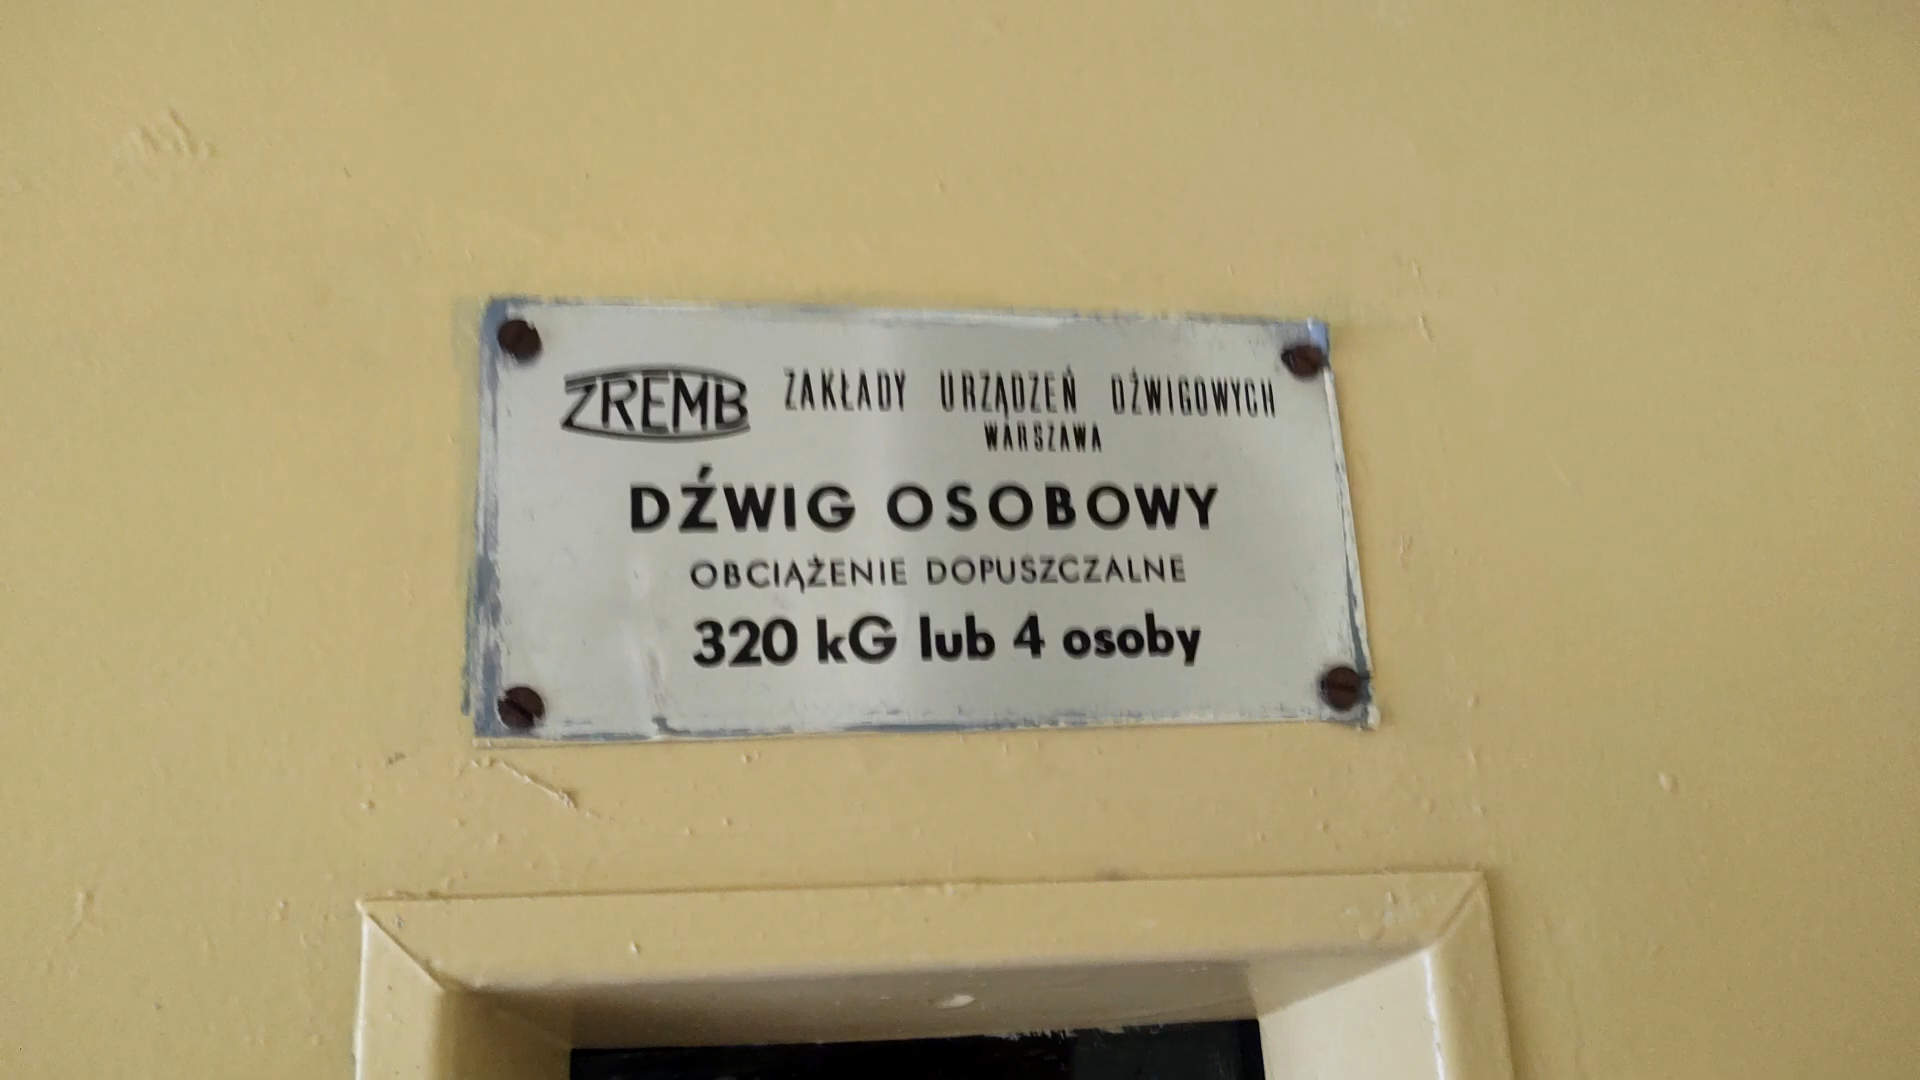 ZREMB ZAKŁADY URZĄDZEŃ DŹWIGOWYCH
WARSZAWA
DŹWIG OSOBOWY
OBCIĄŻENIE DOPUSZCZALNE
320 kG lub 4 osoby